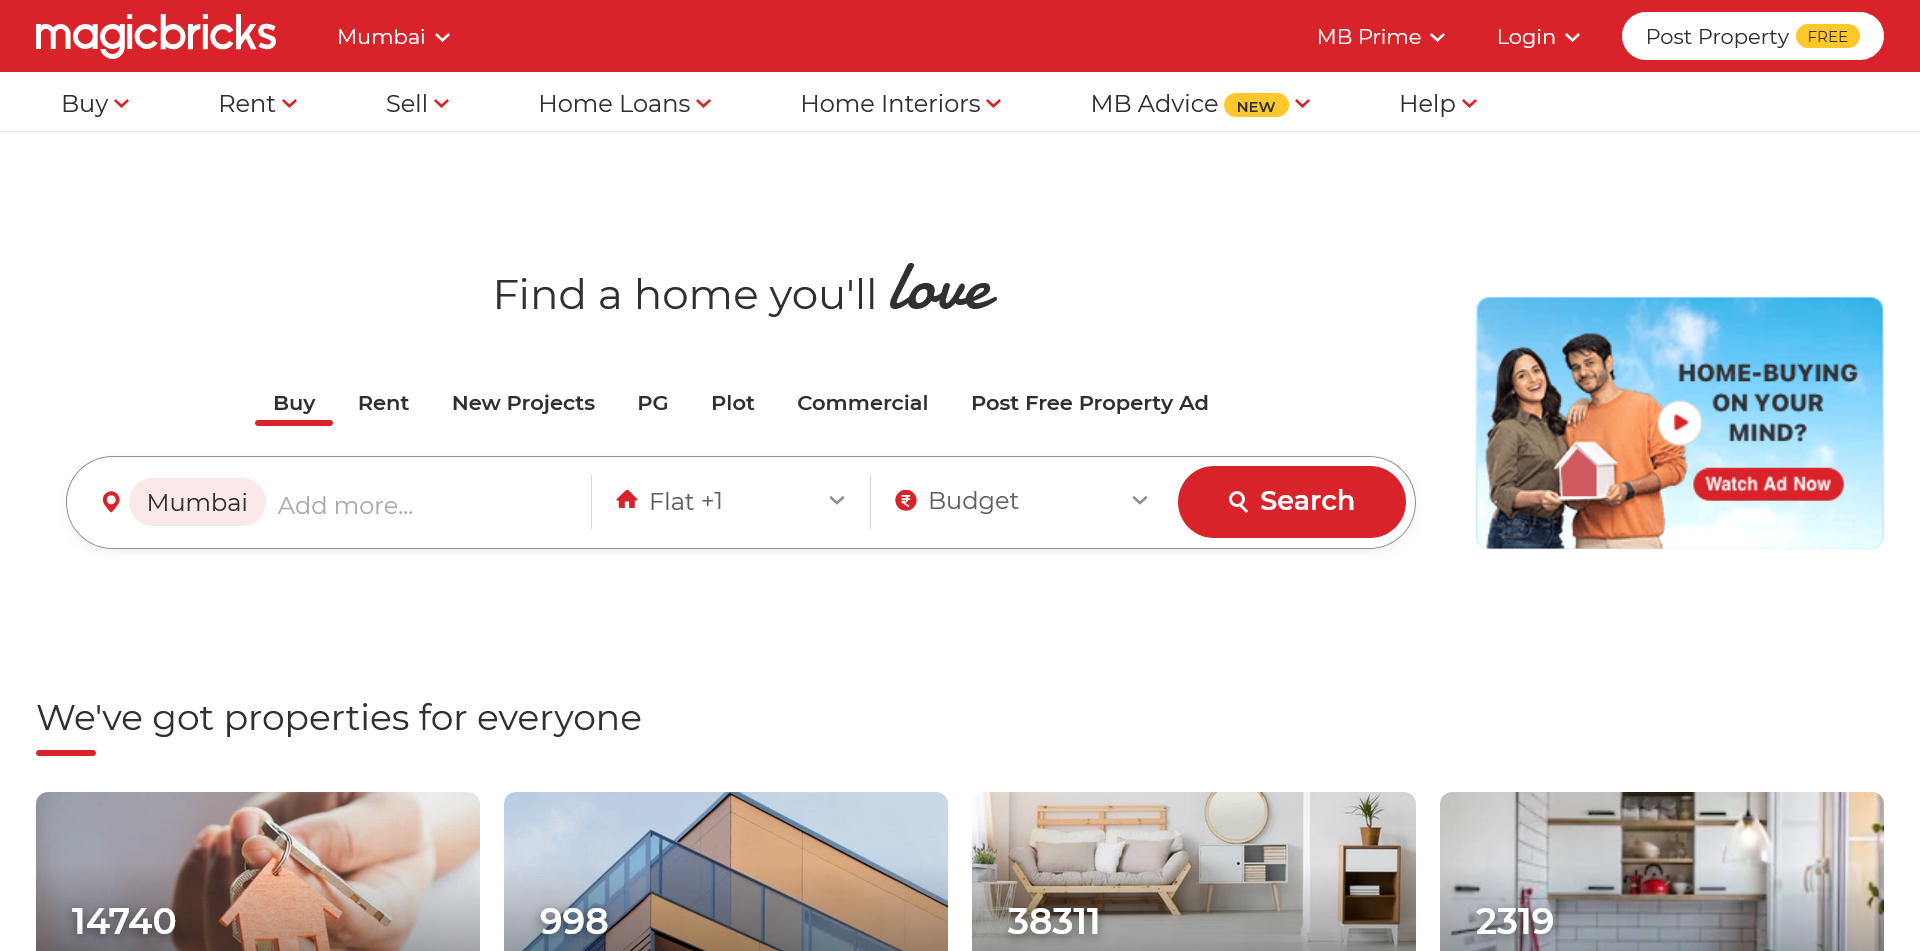 magicbricks
Mumbai
MB Prime
Login
Post Property FREE
Buy
Rent
Sell
Home Loans
Home Interiors
MB Advice NEW
Help
Find a home you'll love
Buy
Rent
New Projects
PG
Plot
Commercial
Post Free Property Ad
Mumbai
Add more...
Flat +1
Budget
Search
HOME-BUYING
ON YOUR
MIND?
Watch Ad Now
We've got properties for everyone
14740
998
38311
2319